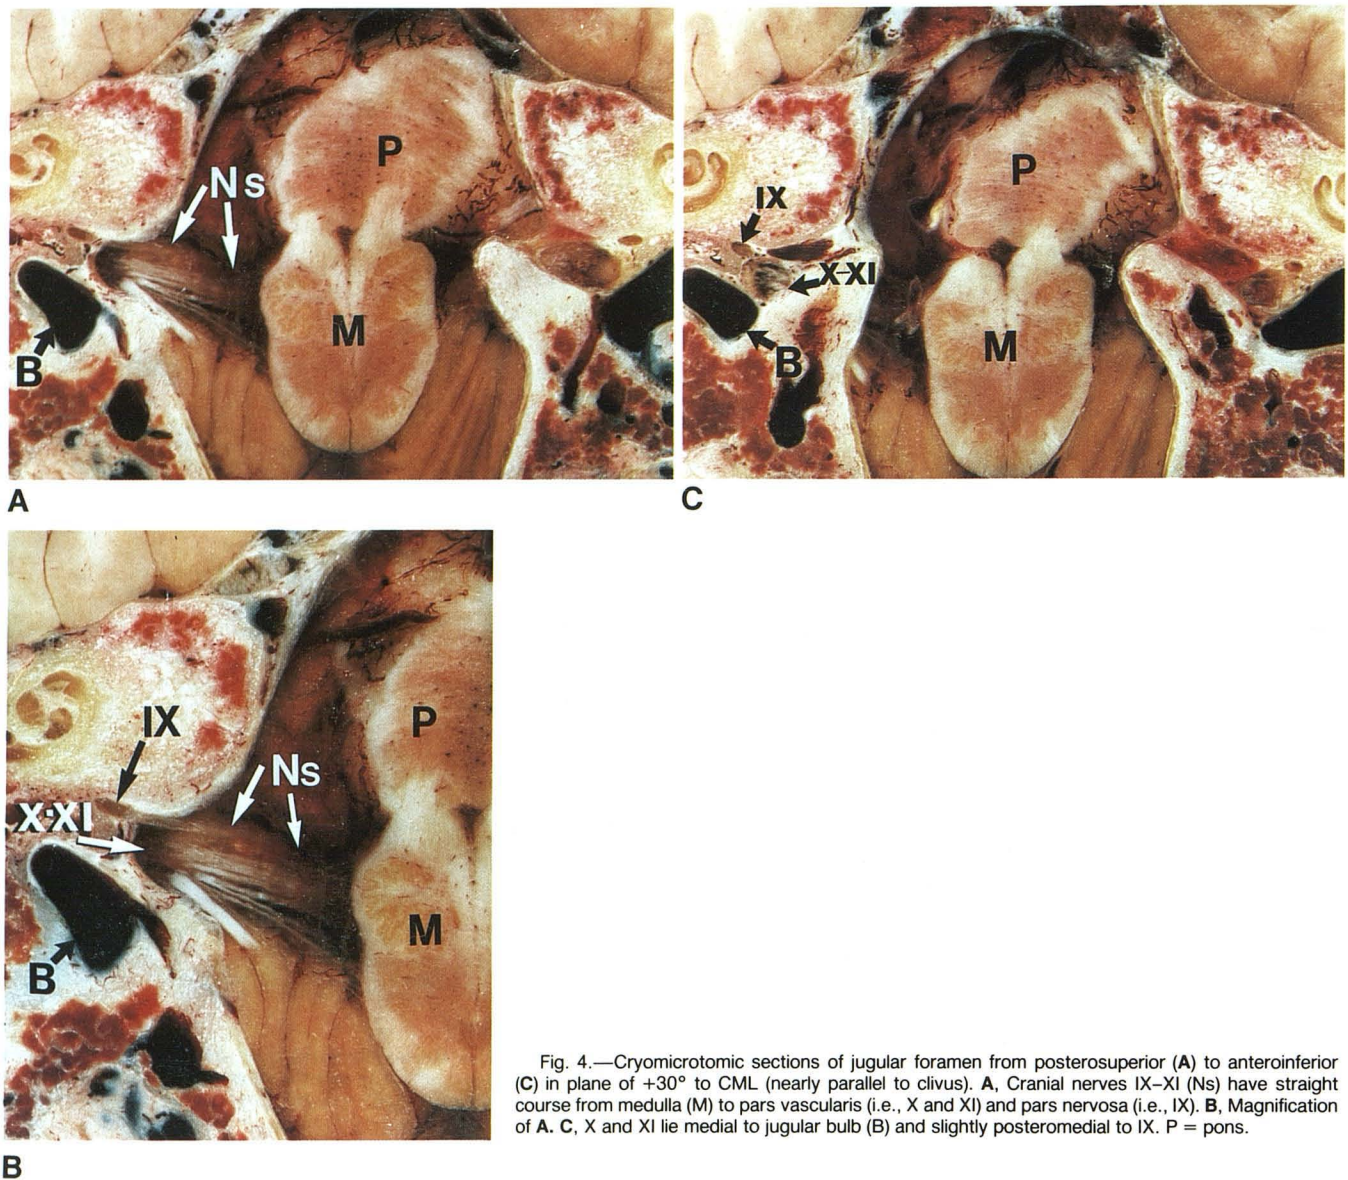 P
Ns
M
B
A
P
IX
X-XI
M
B
C
IX
P
Ns
X-XI
M
B
B
Fig. 4.—Cryomicrotomic sections of jugular foramen from posterosuperior (A) to anteroinferior
(C) in plane of +30° to CML (nearly parallel to clivus). A, Cranial nerves IX–XI (Ns) have straight
course from medulla (M) to pars vascularis (i.e., X and XI) and pars nervosa (i.e., IX). B, Magnification
of A. C, X and XI lie medial to jugular bulb (B) and slightly posteromedial to IX. P = pons.